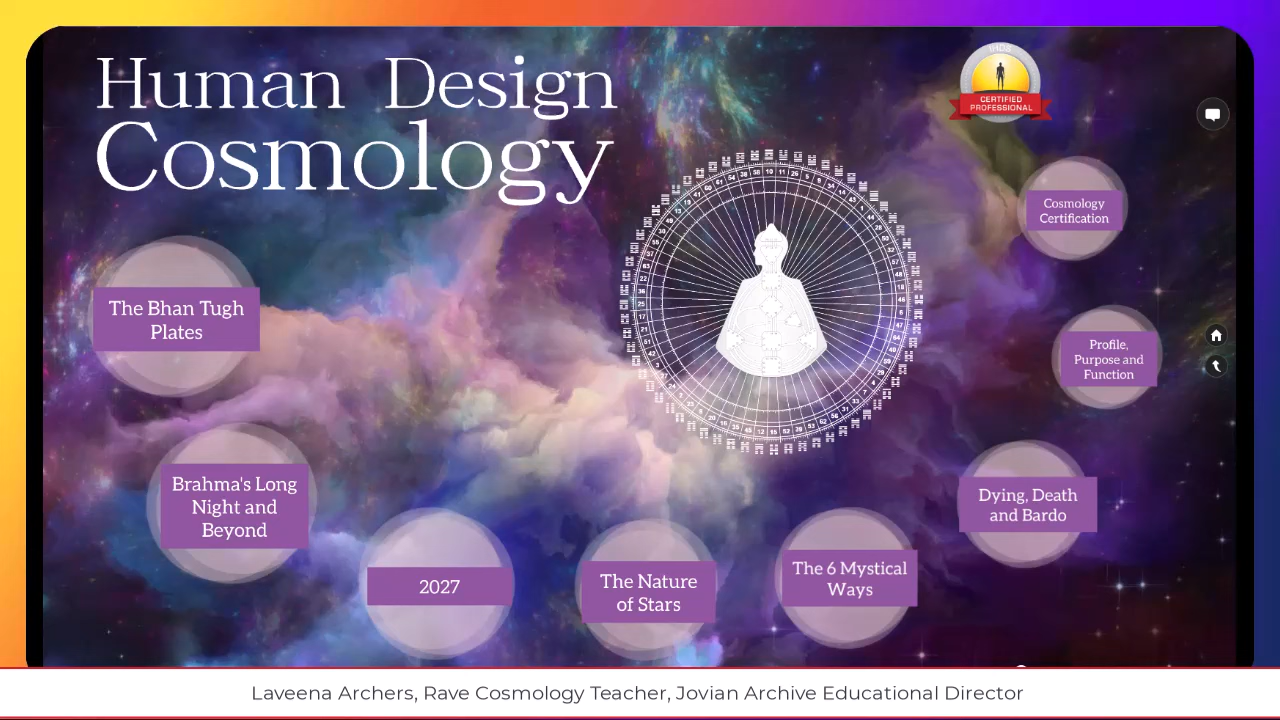 Human Design
Cosmology
IHDS
CERTIFIED
PROFESSIONAL
Cosmology
Certification
The Bhan Tugh
Plates
Profile,
Purpose and
Function
Brahma's Long
Night and
Beyond
Dying, Death
and Bardo
2027
The Nature
of Stars
The 6 Mystical
Ways
Laveena Archers, Rave Cosmology Teacher, Jovian Archive Educational Director